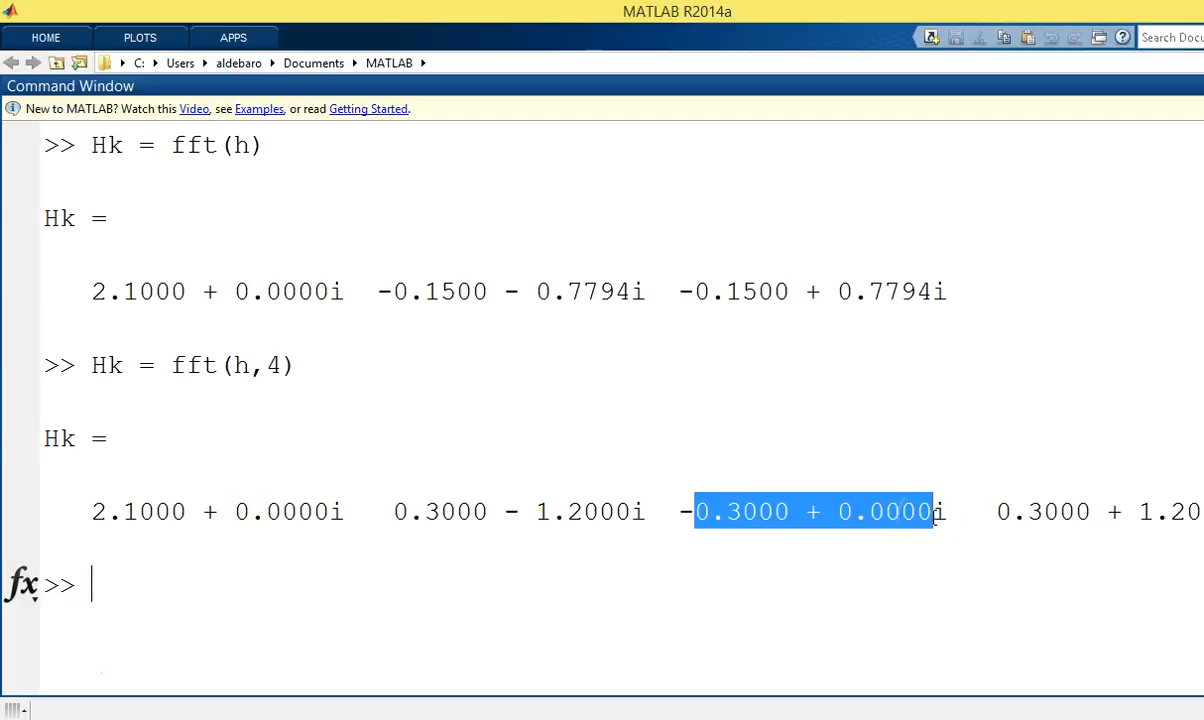 MATLAB R2014a
HOME PLOTS APPS Search Docu
C: Users aldebaro Documents MATLAB
Command Window
New to MATLAB? Watch this Video, see Examples, or read Getting Started.
>> Hk = fft(h)
Hk =
2.1000 + 0.0000i -0.1500 - 0.7794i -0.1500 + 0.7794i
>> Hk = fft(h,4)
Hk =
2.1000 + 0.0000i 0.3000 - 1.2000i -0.3000 + 0.0000i 0.3000 + 1.20
fx >>